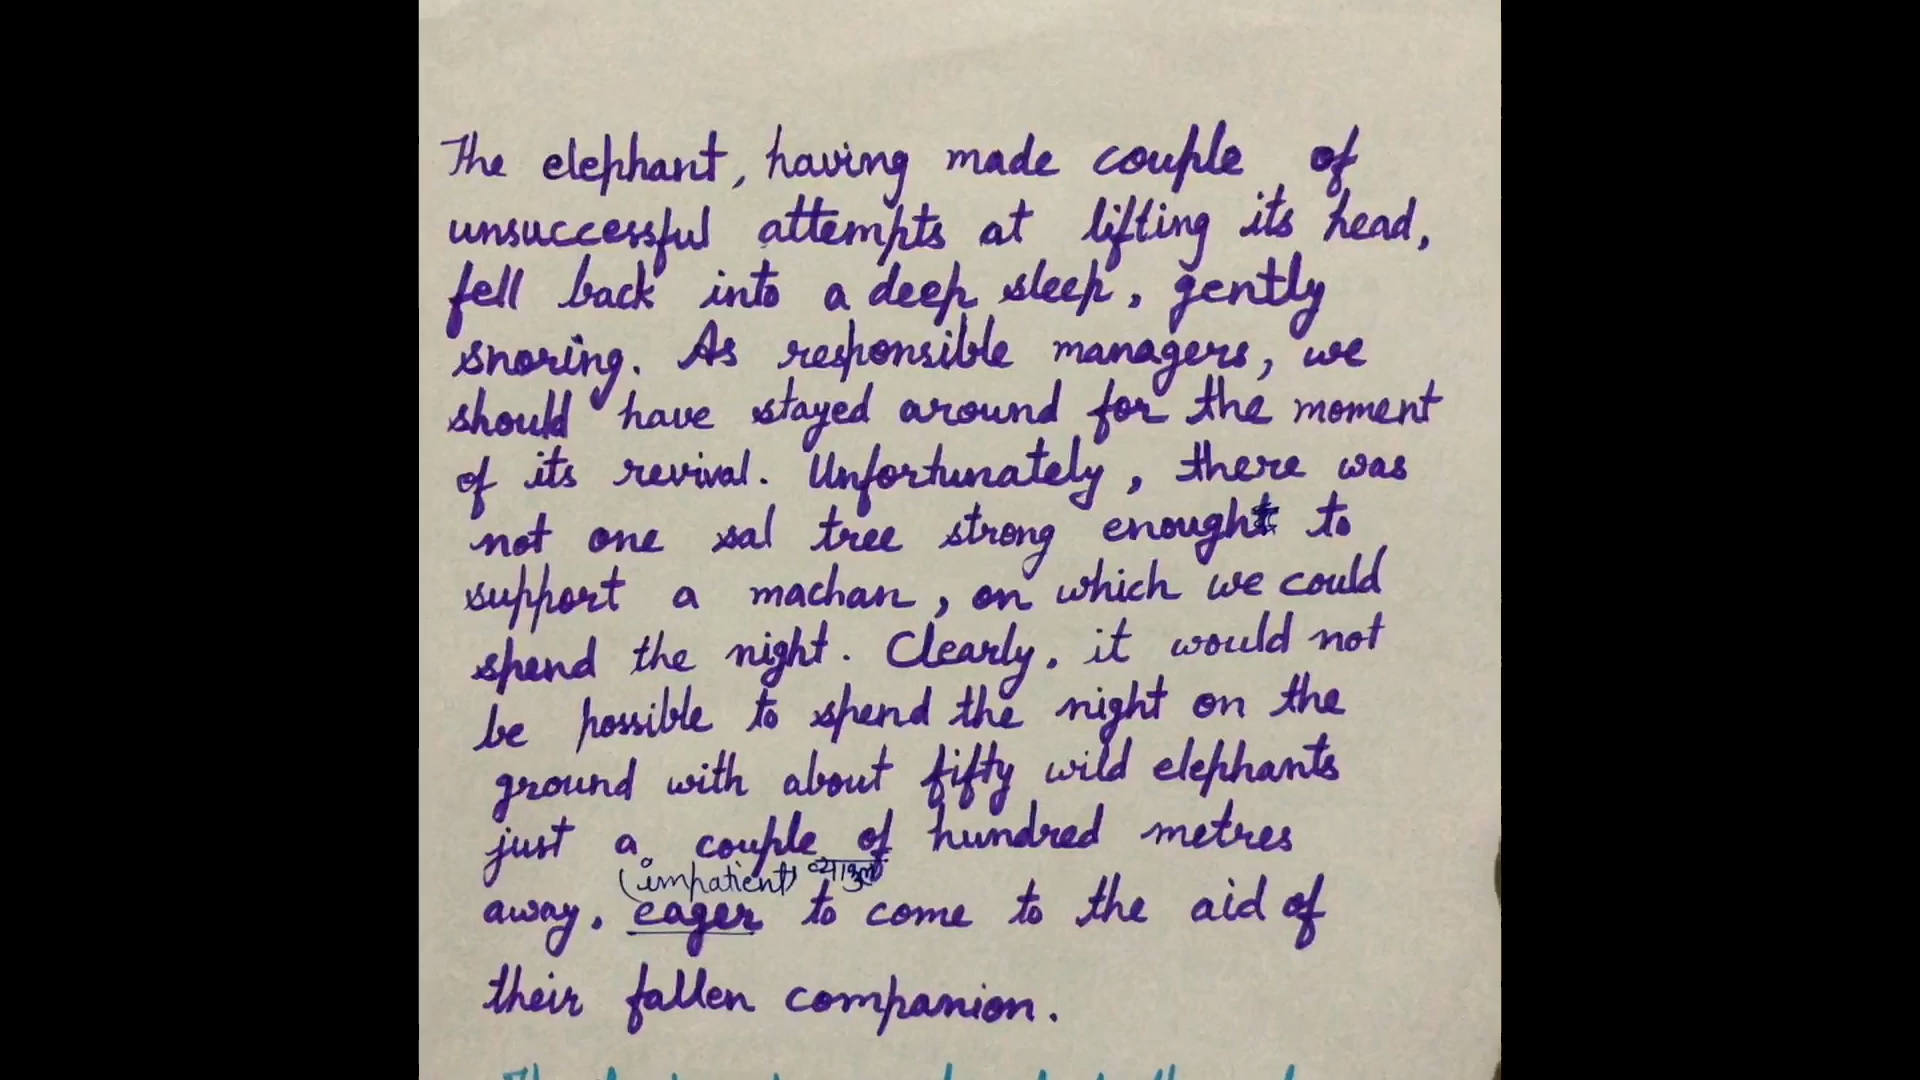 The elephant, having made couple of
unsuccessful attempts at lifting its head,
fell back into a deep sleep, gently
snoring. As responsible managers, we
should have stayed around for the moment
of its revival. Unfortunately, there was
not one sal tree strong enough to
support a machan, on which we could
spend the night. Clearly, it would not
be possible to spend the night on the
ground with about fifty wild elephants
just a couple of hundred metres
(impatient)
away, eager to come to the aid of
their fallen companion.